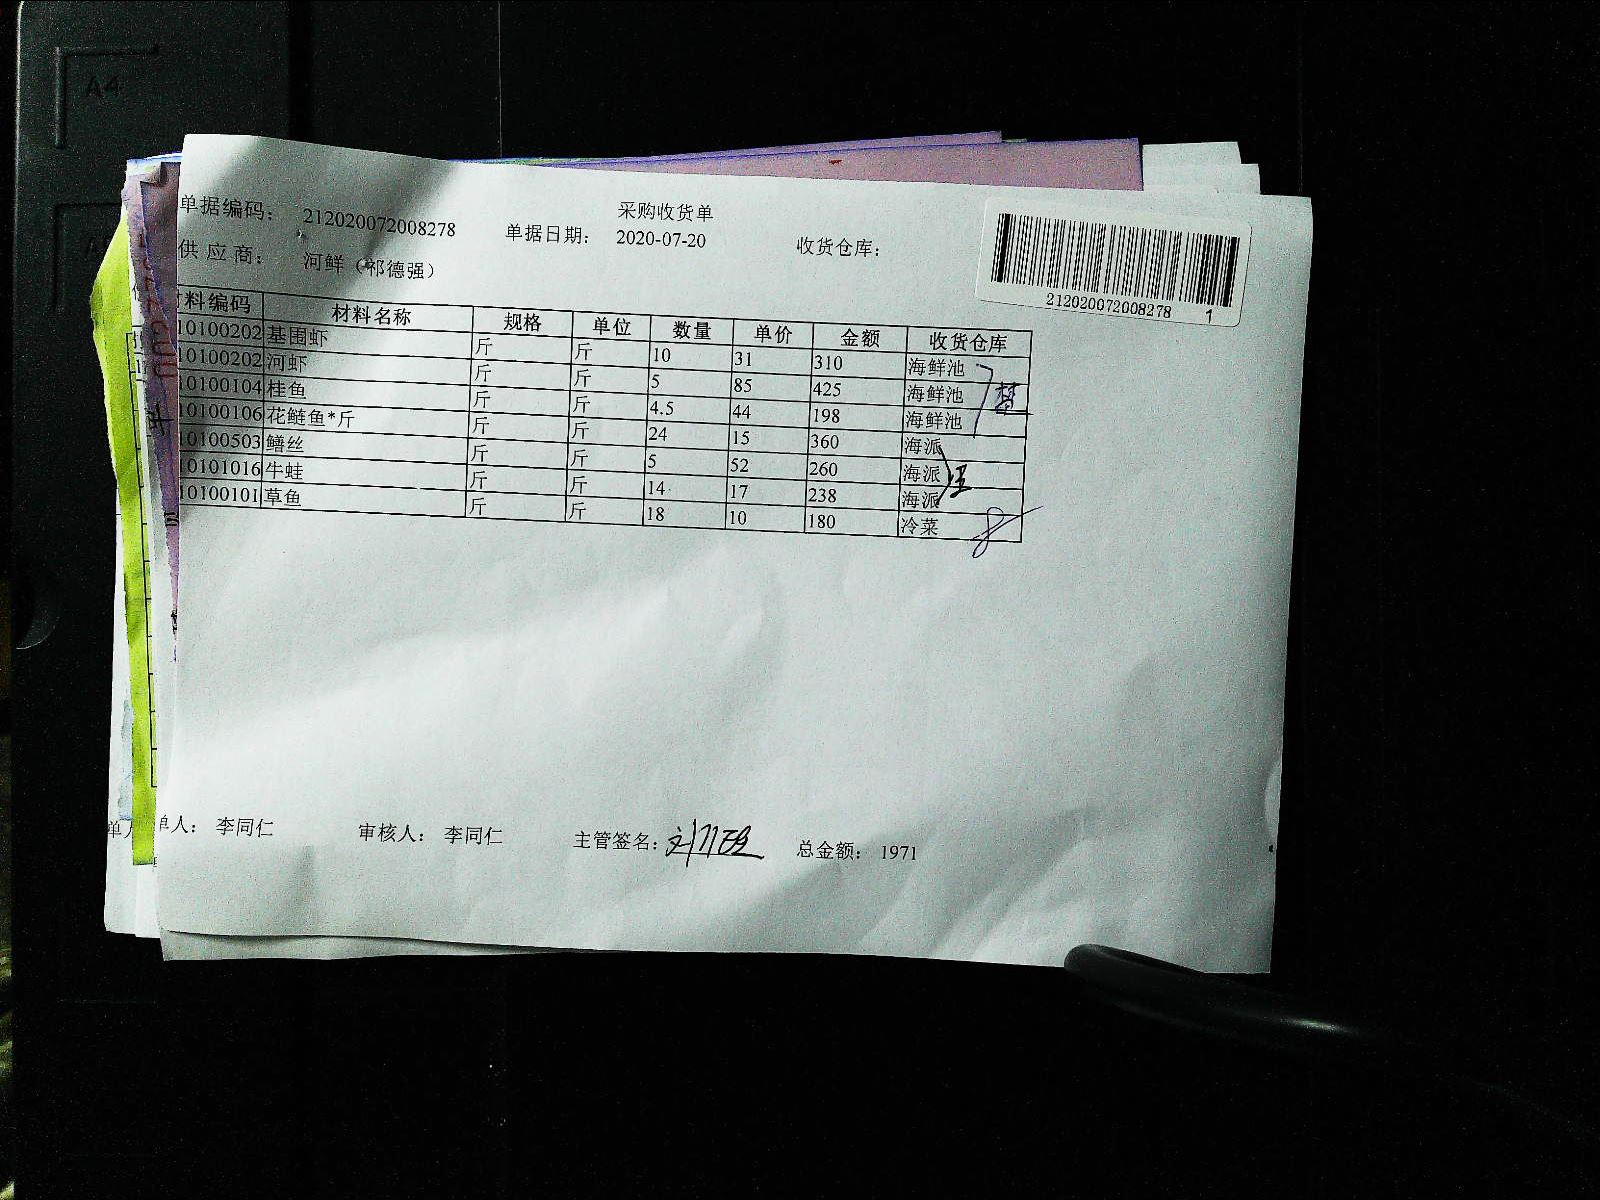 采购收货单
单据编码： 212020072008278 单据日期： 2020-07-20 收货仓库：
供 应 商： 河鲜（祁德强）
212020072008278 1
料编码 材料名称 规格 单位 数量 单价 金额 收货仓库
10100202 基围虾 斤 斤 10 31 310 海鲜池
10100202 河虾 斤 斤 5 85 425 海鲜池
10100104 桂鱼 斤 斤 4.5 44 198 海鲜池
10100106 花鲢鱼*斤 斤 斤 24 15 360 海派
10100503 鳝丝 斤 斤 5 52 260 海派
10101016 牛蛙 斤 斤 14 17 238 海派
10100101 草鱼 斤 斤 18 10 180 冷菜
单人： 李同仁 审核人： 李同仁 主管签名： 总金额： 1971
A4